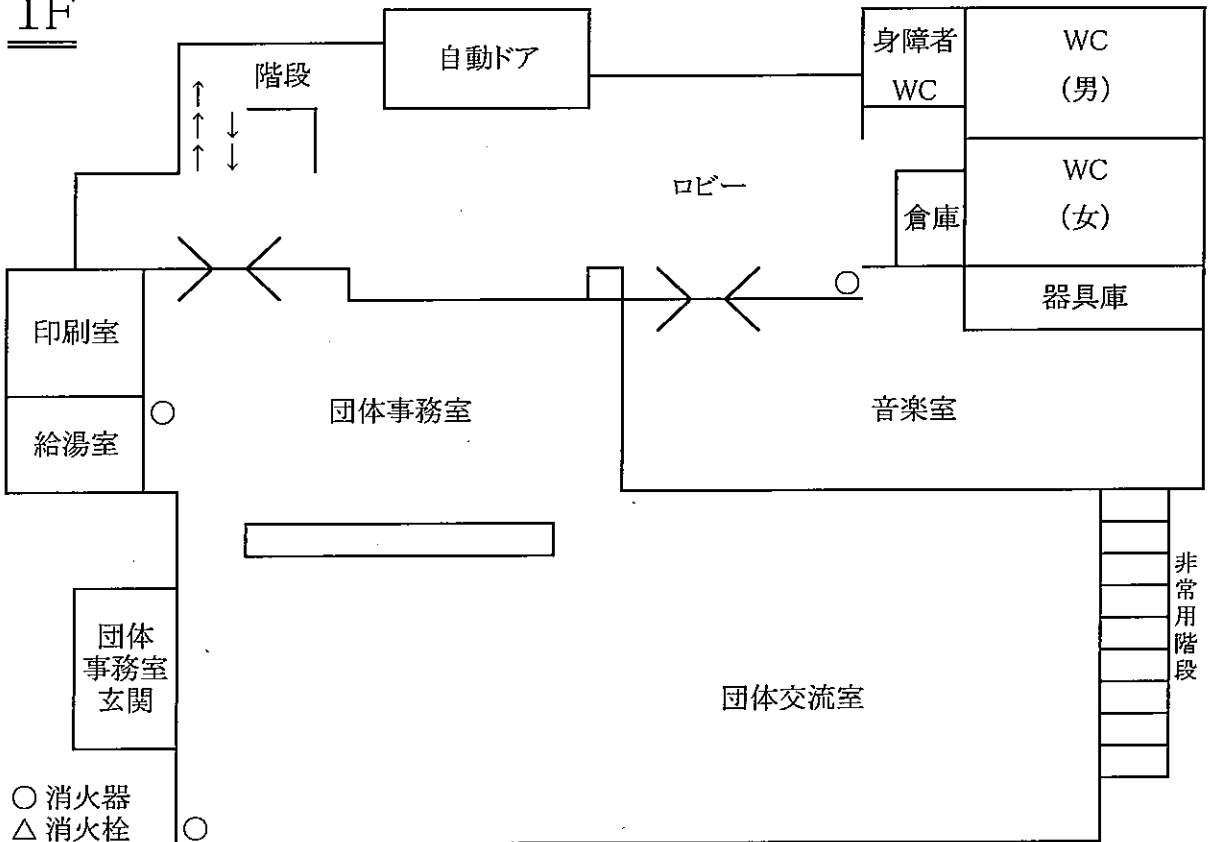 1F
自動ドア
階段
身障者
WC
WC
(男)
WC
(女)
ロビー
倉庫
器具庫
印刷室
給湯室
団体事務室
音楽室
非常用階段
団体
事務室
玄関
団体交流室
○ 消火器
△ 消火栓